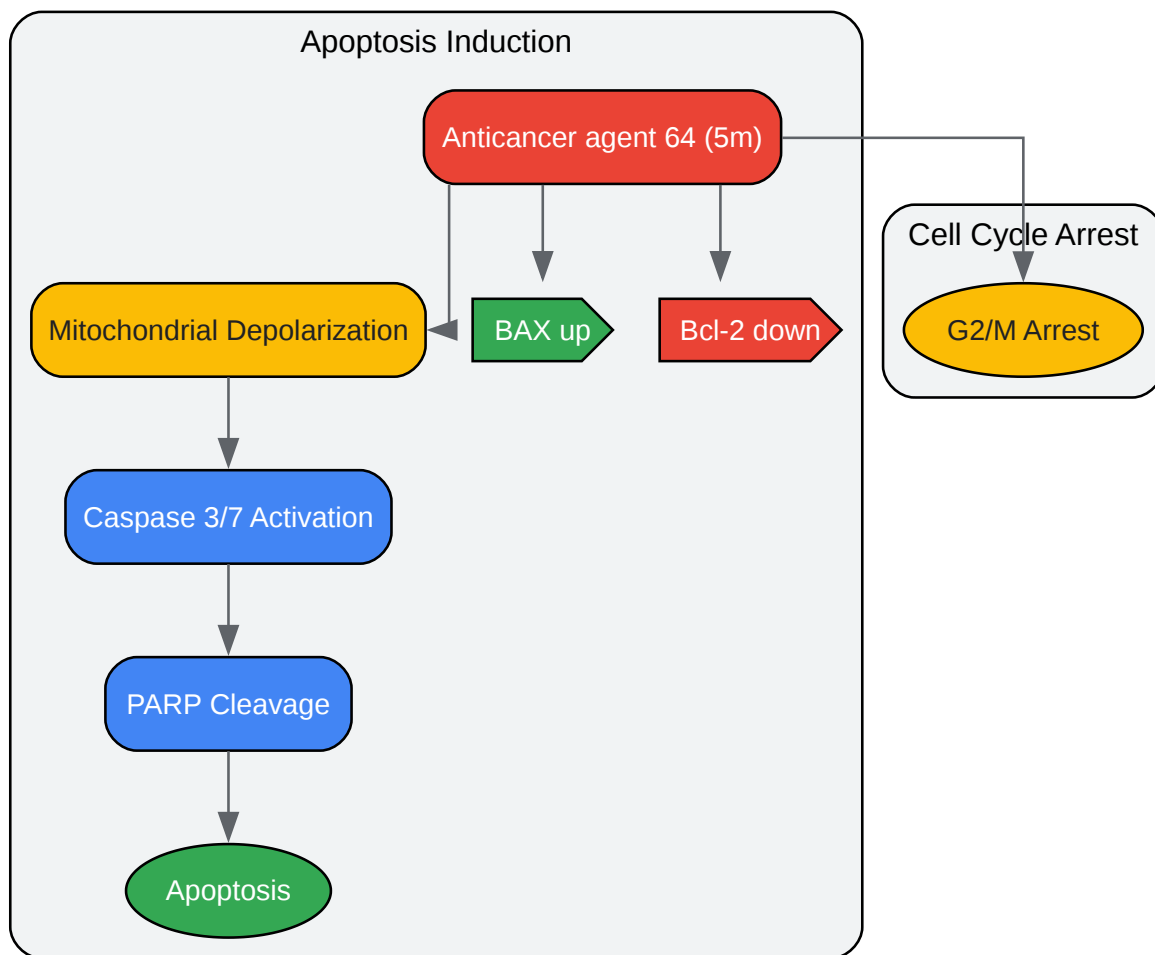 Apoptosis Induction
Anticancer agent 64 (5m)
Cell Cycle Arrest
Mitochondrial Depolarization
BAX up
Bcl-2 down
G2/M Arrest
Caspase 3/7 Activation
PARP Cleavage
Apoptosis